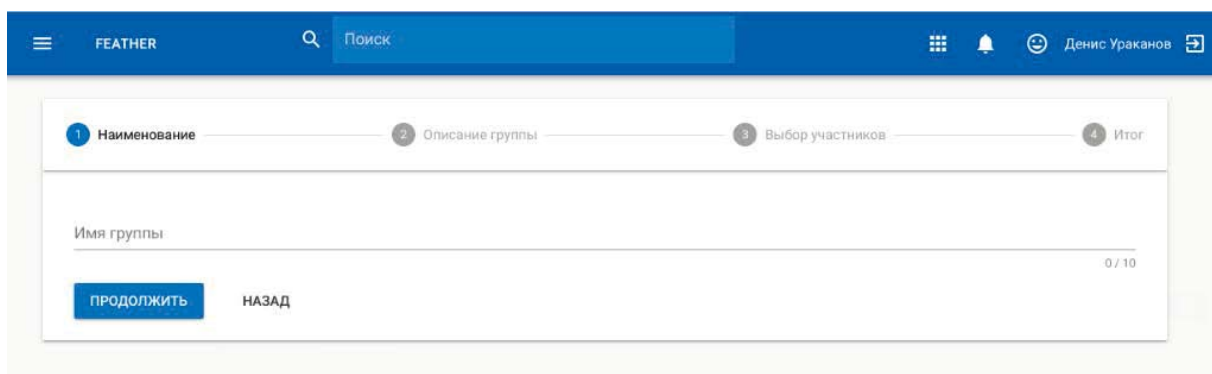 FEATHER Поиск Денис Ураканов
1 Наименование 2 Описание группы 3 Выбор участников 4 Итог
Имя группы
0 / 10
ПРОДОЛЖИТЬ НАЗАД